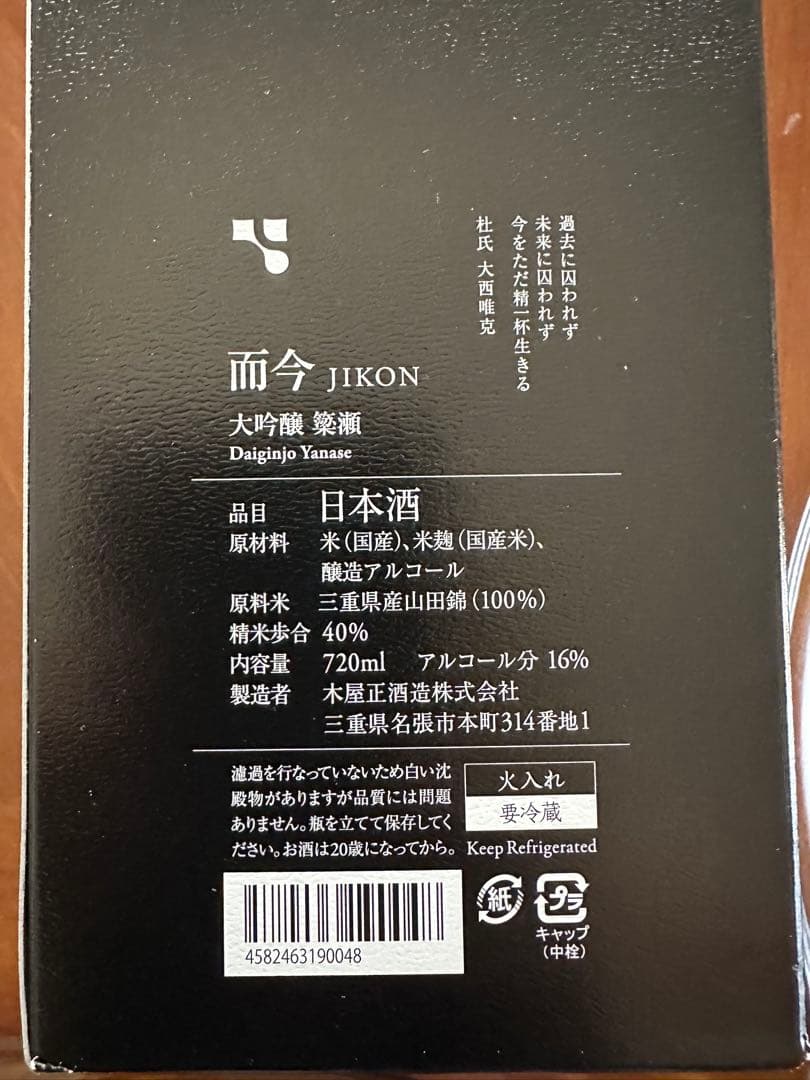 過去に囚われず
未来に囚われず
今をただ精一杯生きる
杜氏 大西唯克
而今 JIKON
大吟醸 簗瀬
Daiginjo Yanase
品目 日本酒
原材料 米(国産)、米麹(国産米)、
醸造アルコール
原料米 三重県産山田錦(100%)
精米歩合 40%
内容量 720ml アルコール分 16%
製造者 木屋正酒造株式会社
三重県名張市本町314番地1
濾過を行なっていないため白い沈
殿物がありますが品質には問題
ありません。瓶を立てて保存してく
ださい。お酒は20歳になってから。
火入れ
要冷蔵
Keep Refrigerated
4582463190048
紙
プラ
キャップ
(中栓)